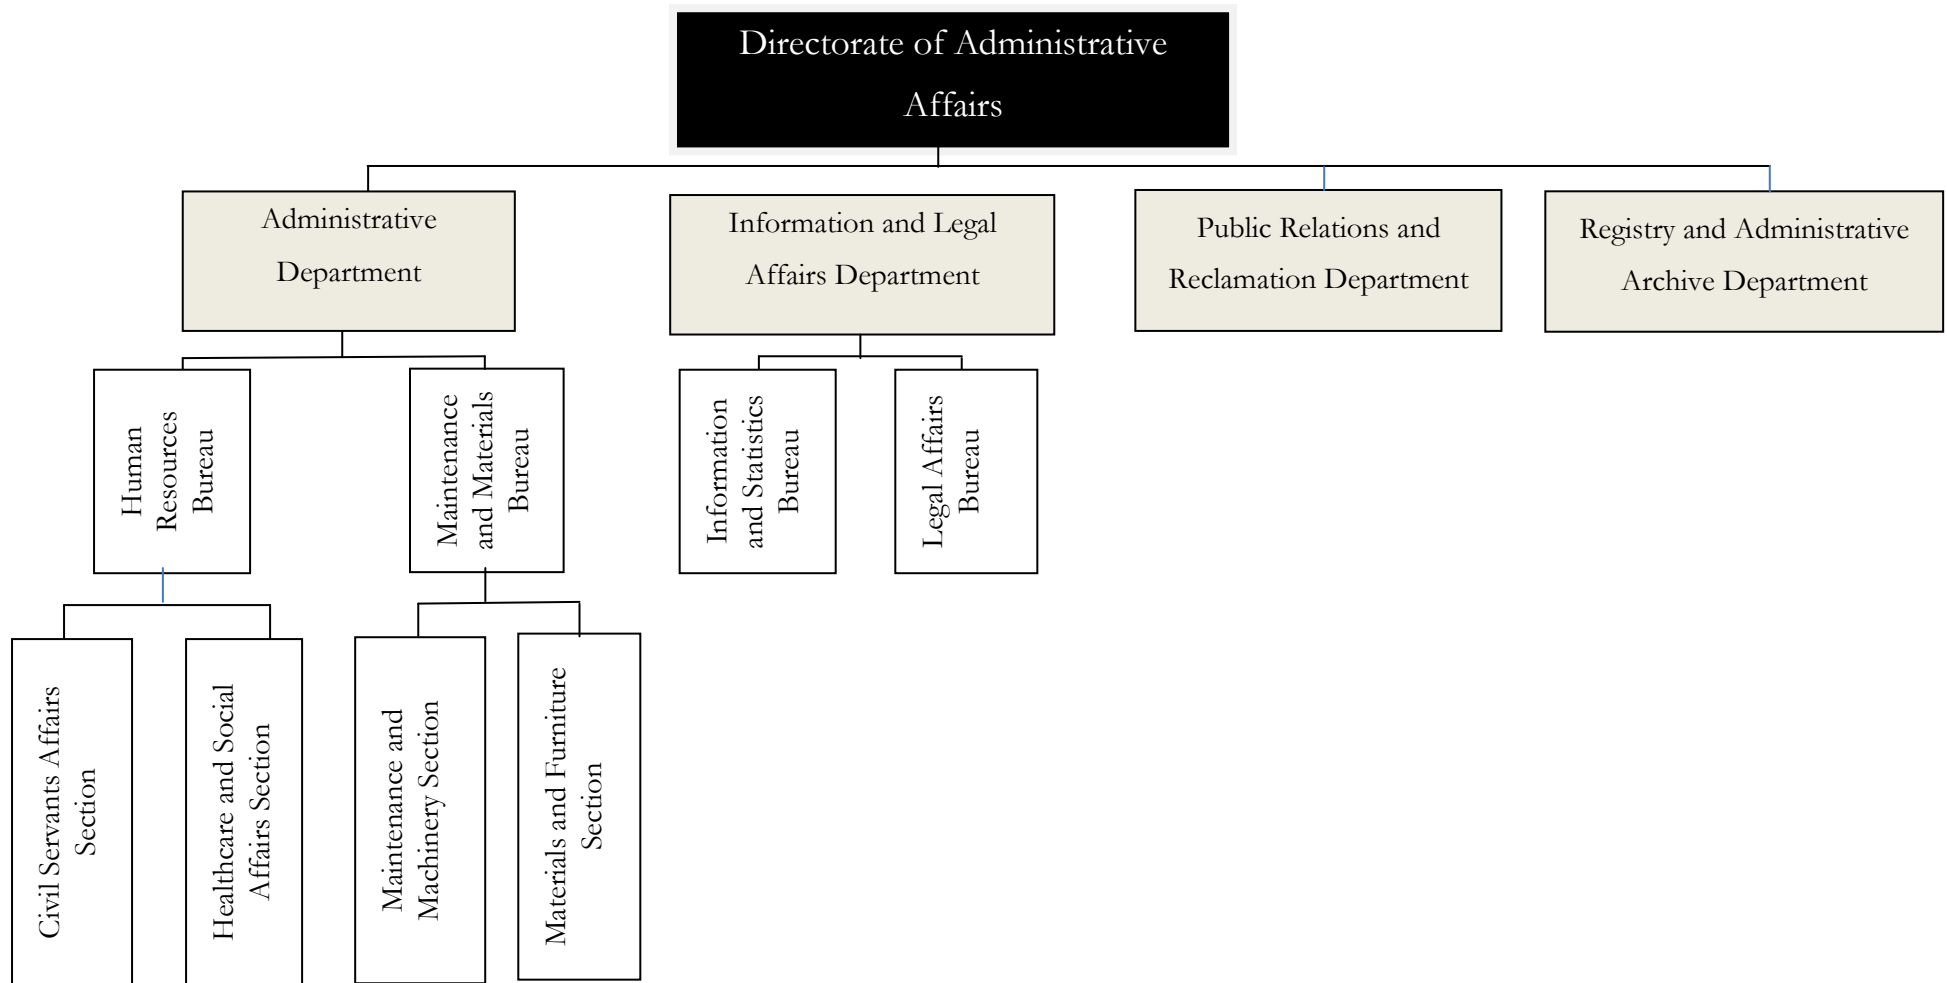 Directorate of Administrative
Affairs
Administrative
Department
Information and Legal
Affairs Department
Public Relations and
Reclamation Department
Registry and Administrative
Archive Department
Human
Resources
Bureau
Maintenance
and Materials
Bureau
Information
and Statistics
Bureau
Legal Affairs
Bureau
Civil Servants Affairs
Section
Healthcare and Social
Affairs Section
Maintenance and
Machinery Section
Materials and Furniture
Section